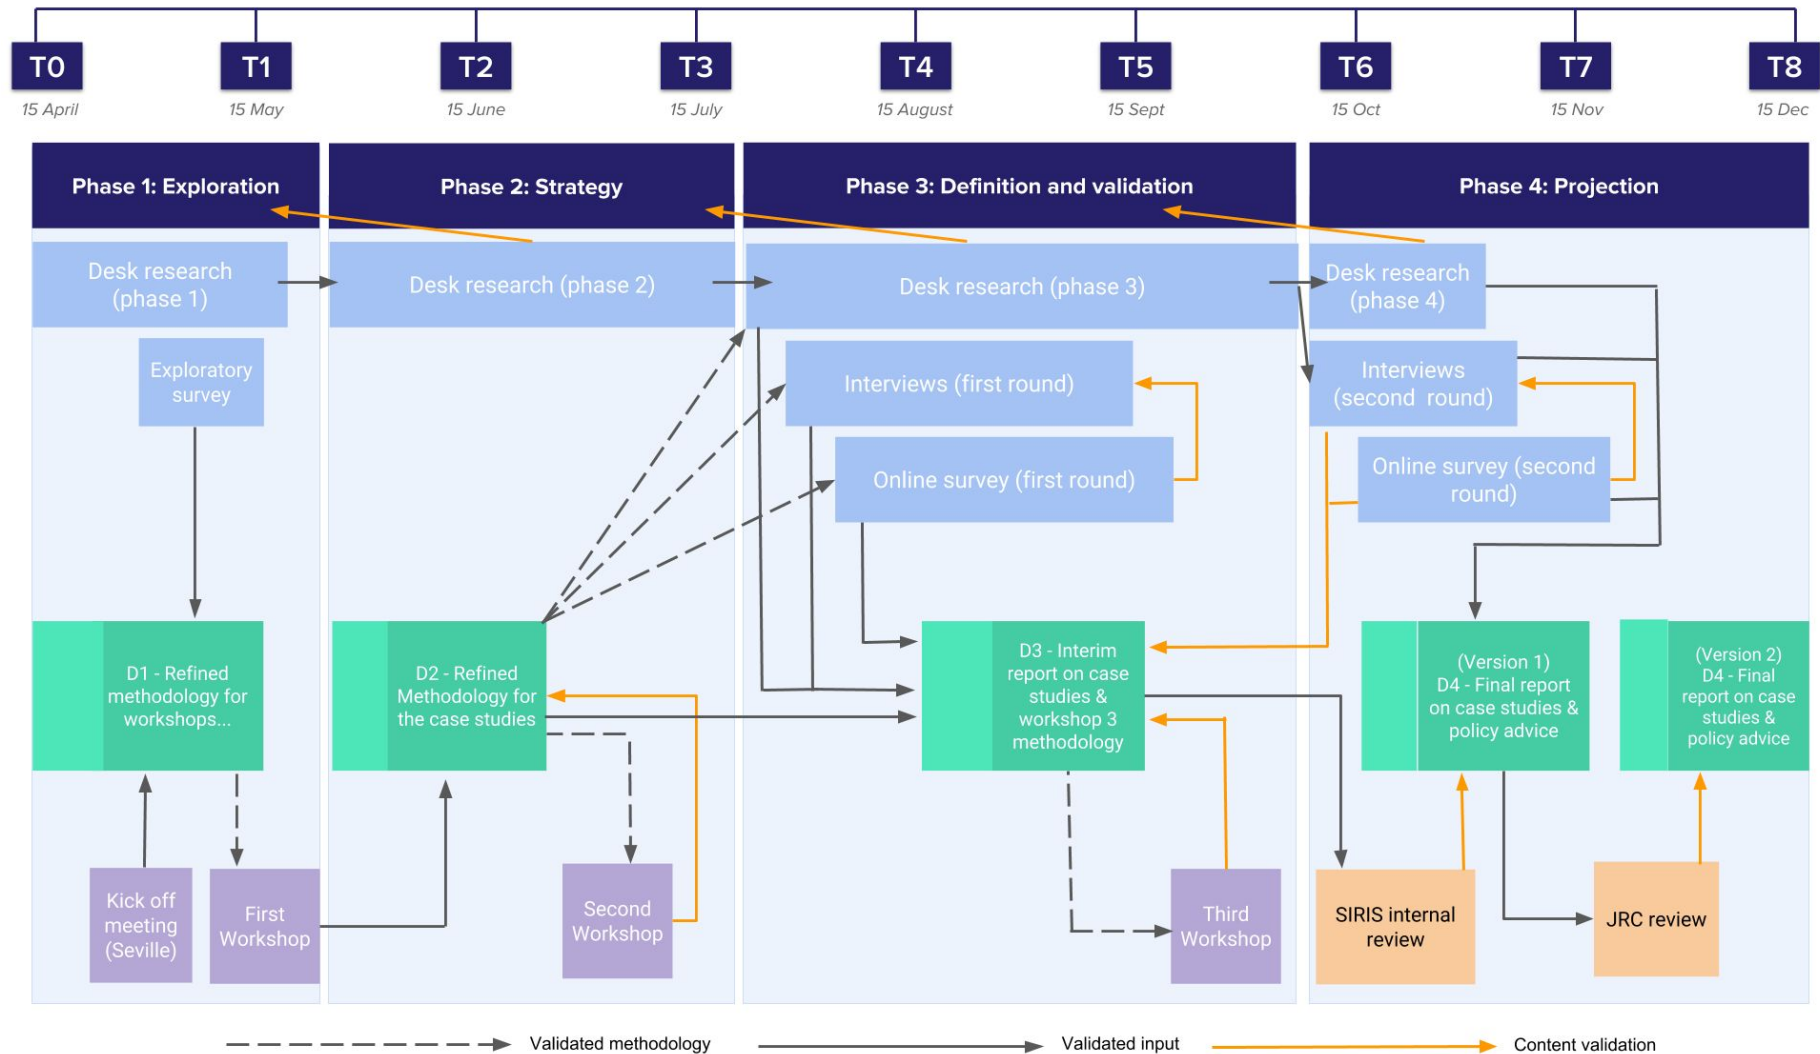 T0
T1
T2
T3
T4
T5
T6
T7
T8
15 April
15 May
15 June
15 July
15 August
15 Sept
15 Oct
15 Nov
15 Dec
Phase 1: Exploration
Phase 2: Strategy
Phase 3: Definition and validation
Phase 4: Projection
Desk research
(phase 1)
Desk research (phase 2)
Desk research (phase 3)
Desk research
(phase 4)
Exploratory
survey
Interviews (first round)
Interviews
(second round)
Online survey (first round)
Online survey (second
round)
D1 - Refined
methodology for
workshops...
D2 - Refined
Methodology for
the case studies
D3 - Interim
report on case
studies &
workshop 3
methodology
(Version 1)
D4 - Final report
on case studies &
policy advice
(Version 2)
D4 - Final
report on case
studies &
policy advice
Kick off
meeting
(Seville)
First
Workshop
Second
Workshop
Third
Workshop
SIRIS internal
review
JRC review
Validated methodology
Validated input
Content validation